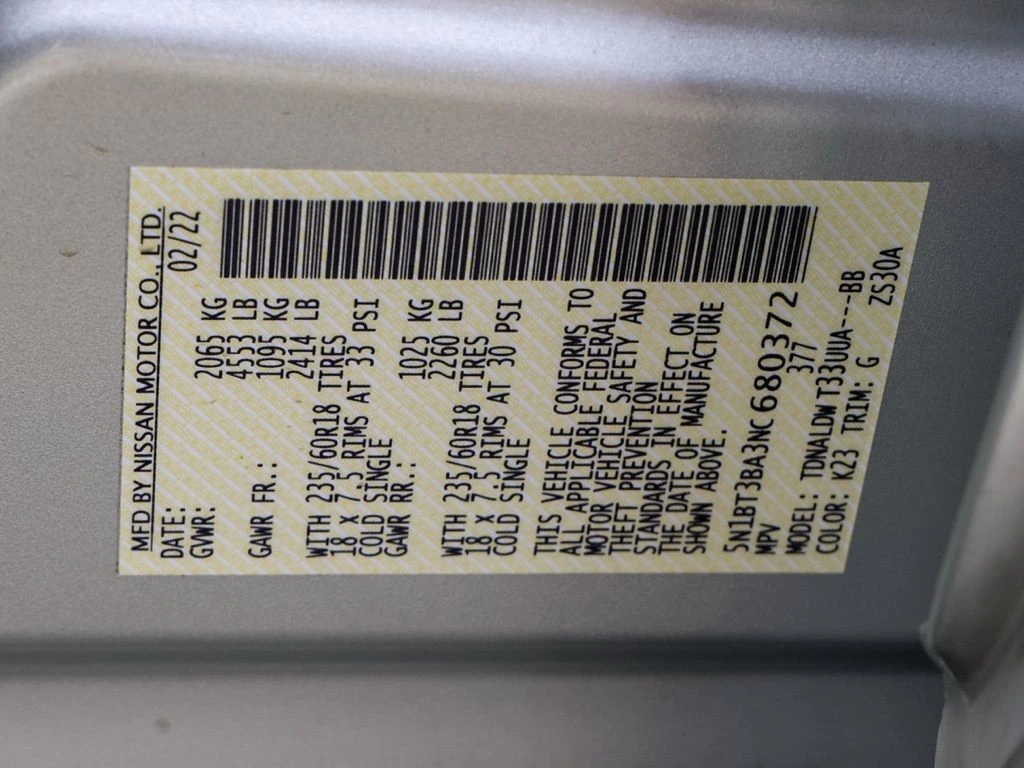 MFD BY NISSAN MOTOR CO., LTD.
DATE: 02/22
GVWR: 2065 KG
4553 LB
GAWR FR.: 1095 KG
2414 LB
WITH 235/60R18 TIRES
18 X 7.5 RIMS AT 33 PSI
COLD SINGLE
GAWR RR.: 1025 KG
2260 LB
WITH 235/60R18 TIRES
18 X 7.5 RIMS AT 30 PSI
COLD SINGLE
THIS VEHICLE CONFORMS TO
ALL APPLICABLE FEDERAL
MOTOR VEHICLE SAFETY AND
THEFT PREVENTION
STANDARDS IN EFFECT ON
THE DATE OF MANUFACTURE
SHOWN ABOVE.
5N1BT3BA3NC680372
MPV 377
MODEL: TDNALDW T33UUA---BB
COLOR: K23 TRIM: G ZS30A